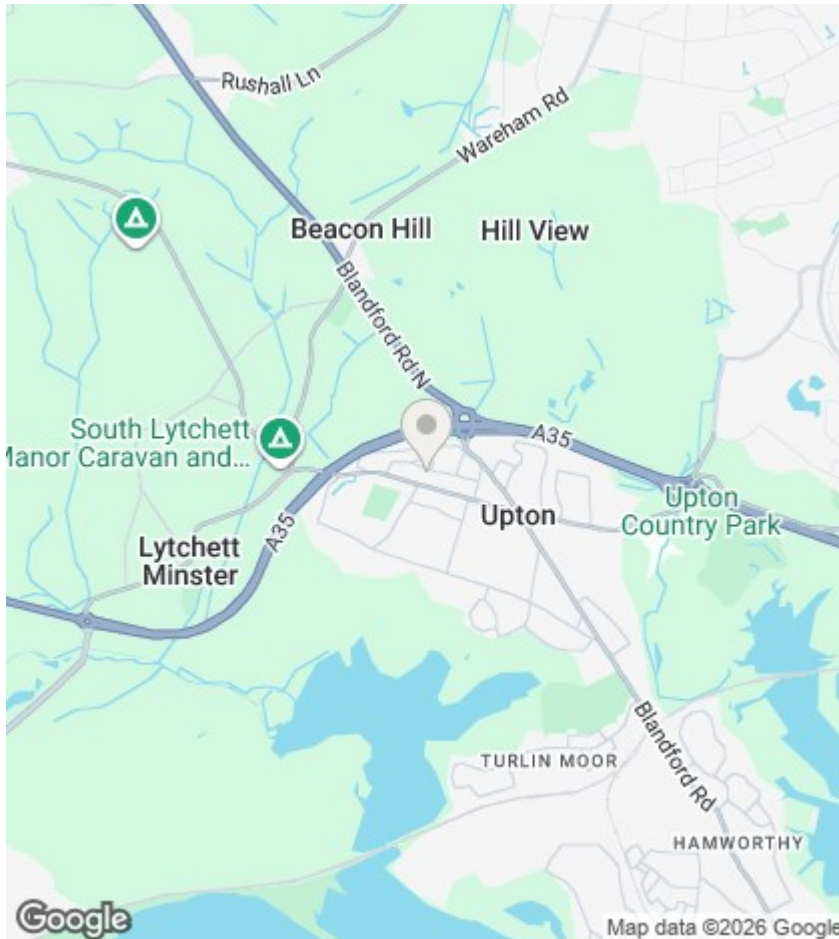 Rushall Ln
Wareham Rd
Beacon Hill
Hill View
Blandford Rd N
South Lytchett
Manor Caravan and...
A35
Upton
Upton
Country Park
A35
Lytchett
Minster
Blandford Rd
TURLIN MOOR
HAMWORTHY
Google
Map data ©2026 Google